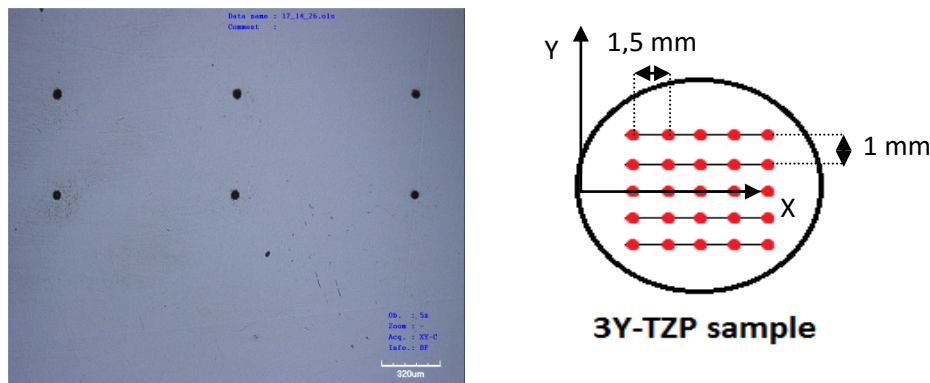 Data name : 17_14_26.ols
Comment :
Ob. : 5x
Zoom : -
Acq. : XY-C
Info.: BF
320um
Y
1,5 mm
1 mm
X
3Y-TZP sample